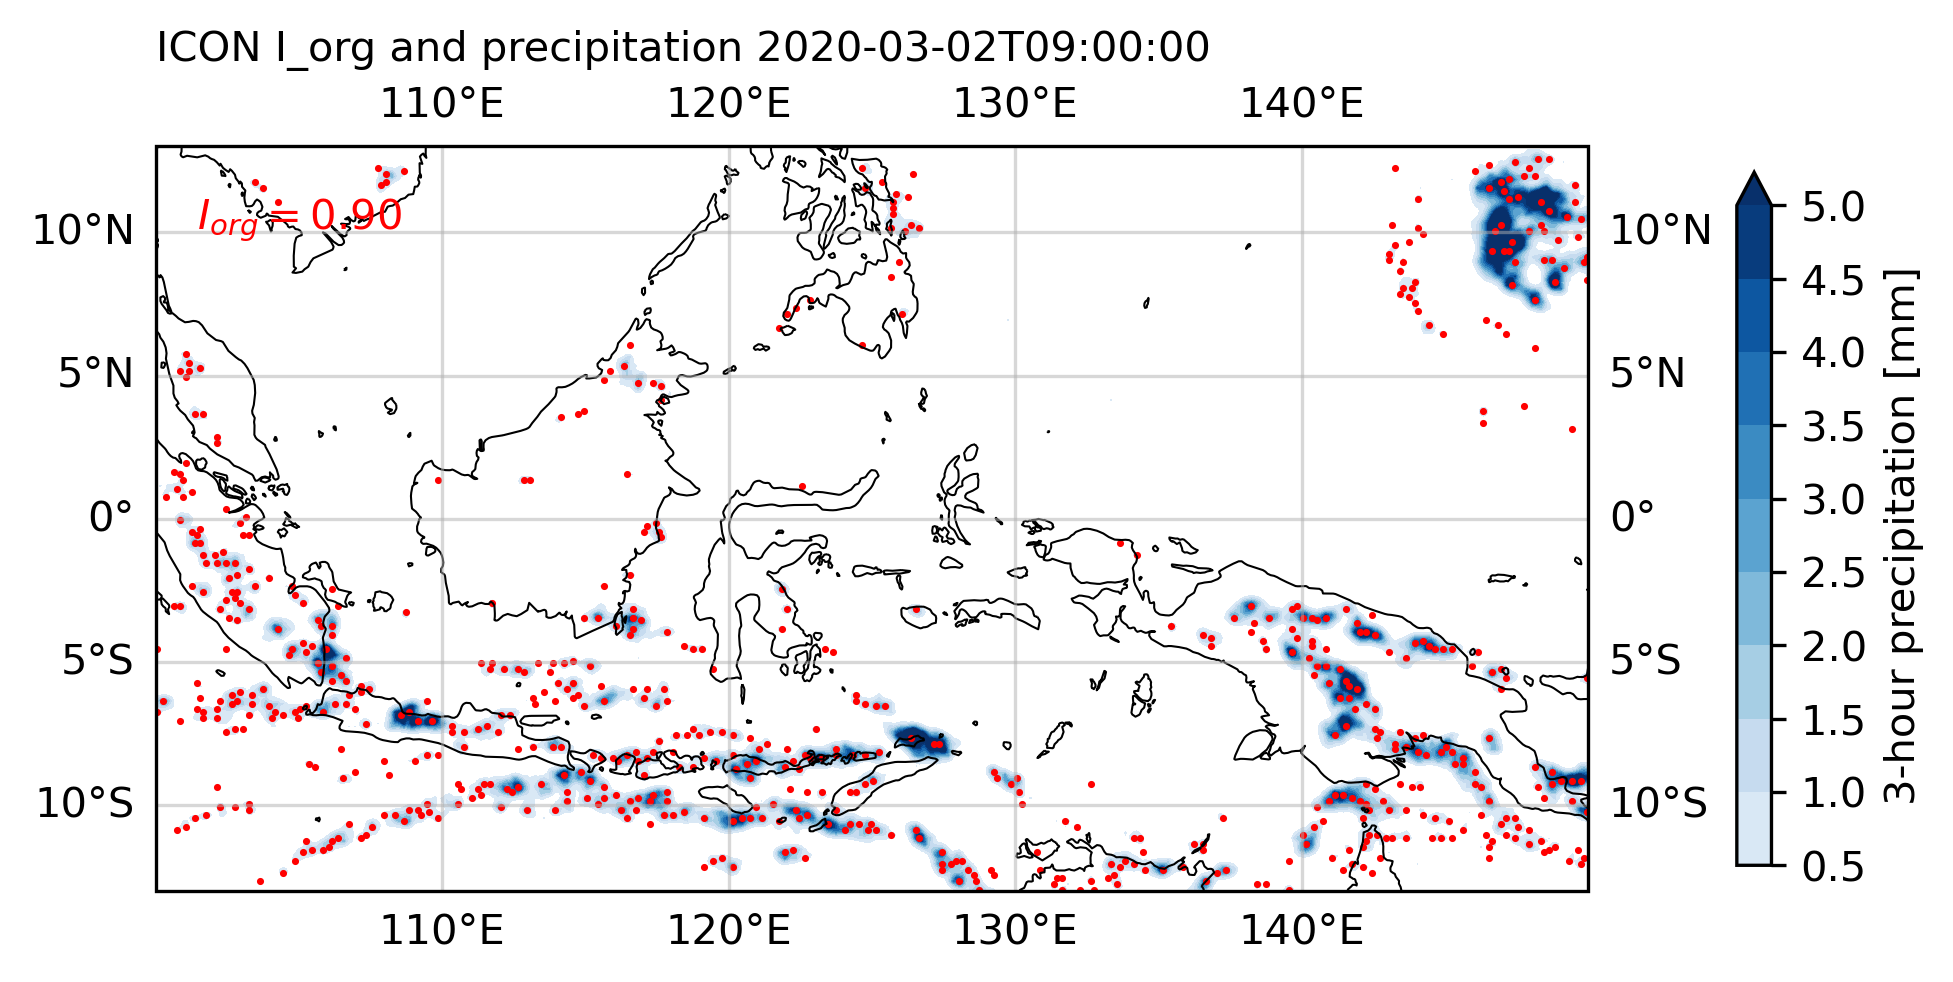 ICON I_org and precipitation 2020-03-02T09:00:00
110°E 120°E 130°E 140°E
I_org = 0.90
10°N 10°N
5°N 5°N
0° 0°
5°S 5°S
10°S 10°S
110°E 120°E 130°E 140°E
5.0
4.5
4.0
3.5
3.0
2.5
2.0
1.5
1.0
0.5
3-hour precipitation [mm]